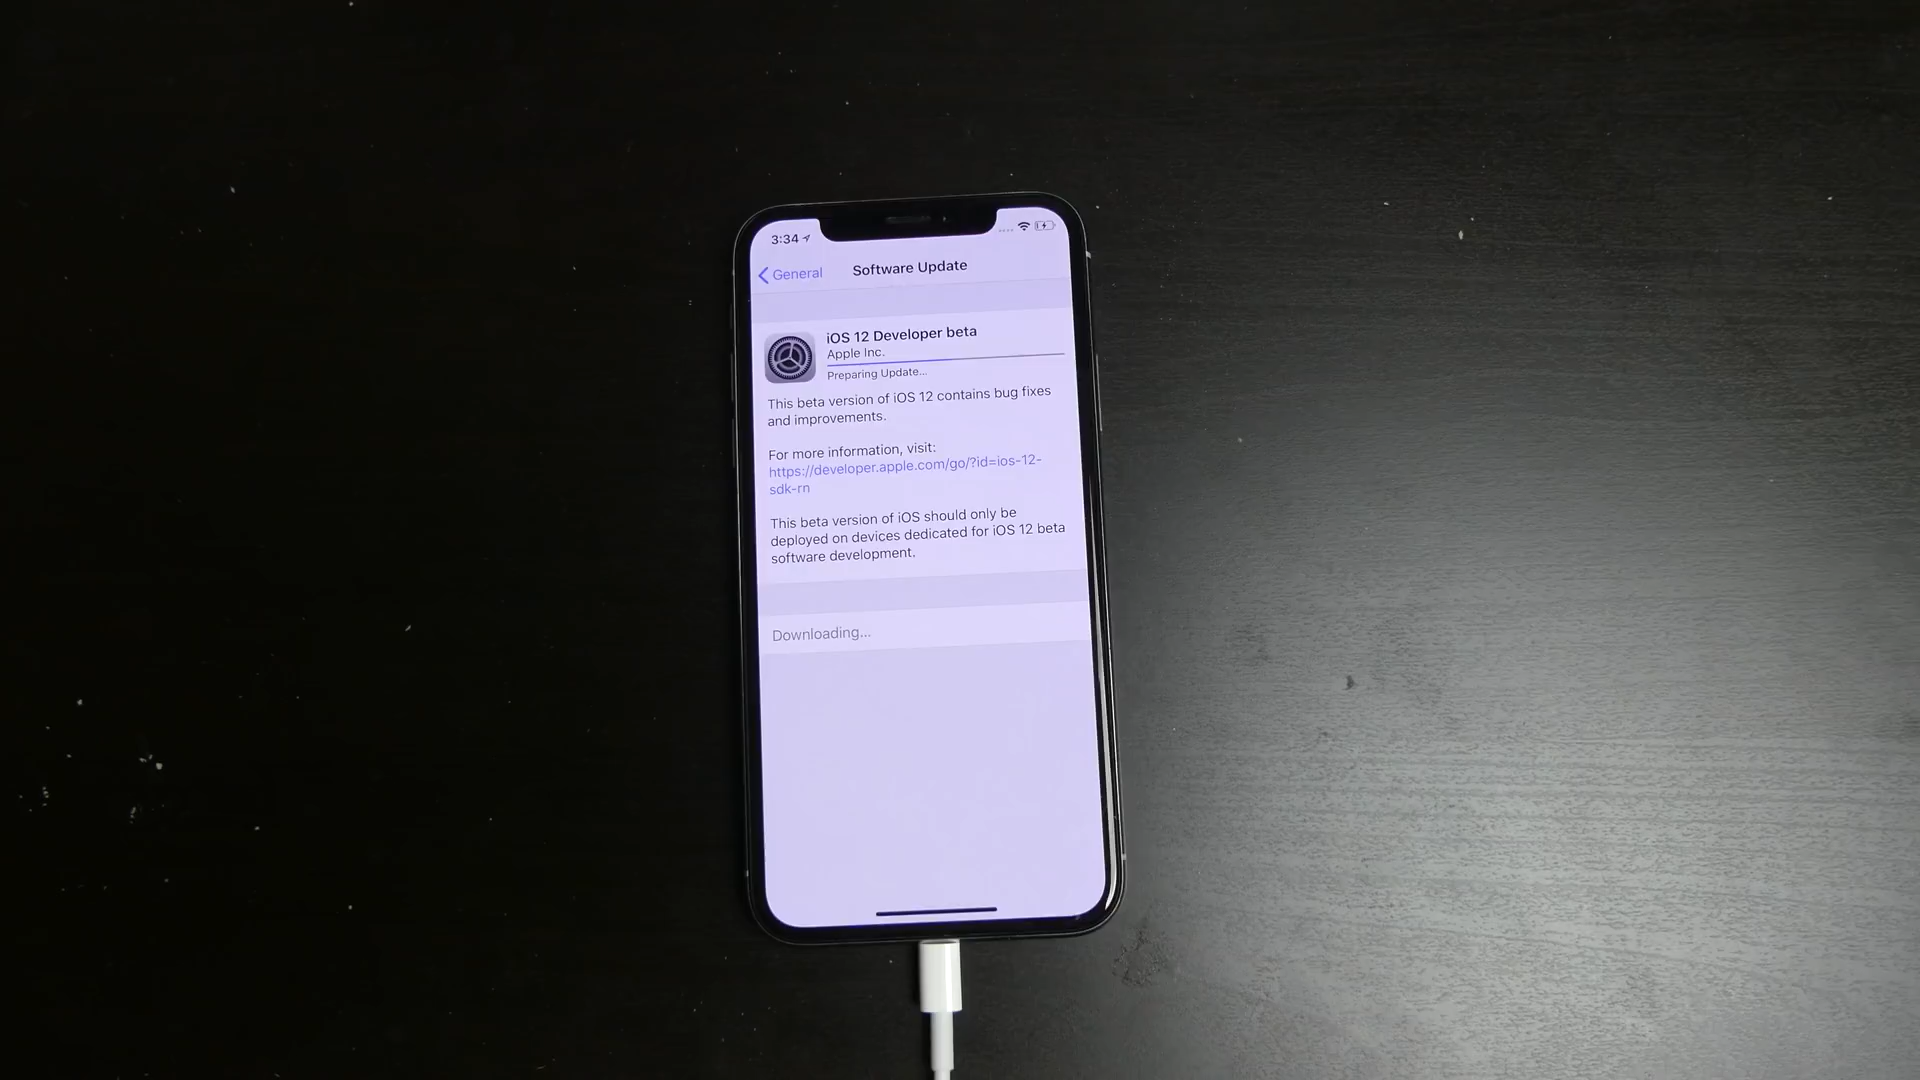 3:34
General
Software Update
iOS 12 Developer beta
Apple Inc.
Preparing Update...
This beta version of iOS 12 contains bug fixes
and improvements.
For more information, visit:
https://developer.apple.com/go/?id=ios-12-
sdk-rn
This beta version of iOS should only be
deployed on devices dedicated for iOS 12 beta
software development.
Downloading...